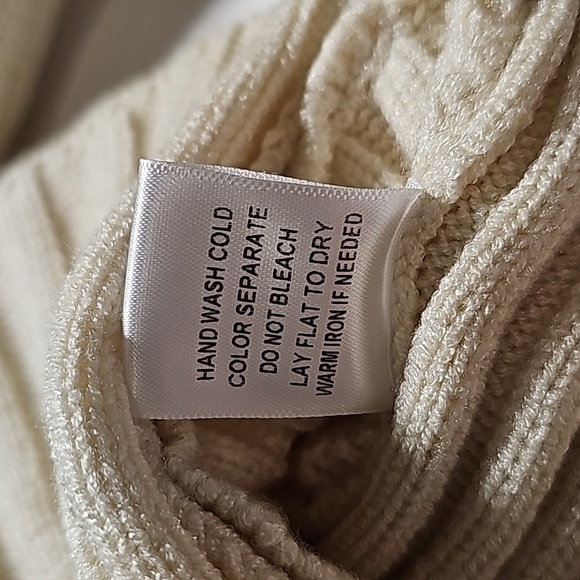 HAND WASH COLD
COLOR SEPARATE
DO NOT BLEACH
LAY FLAT TO DRY
WARM IRON IF NEEDED